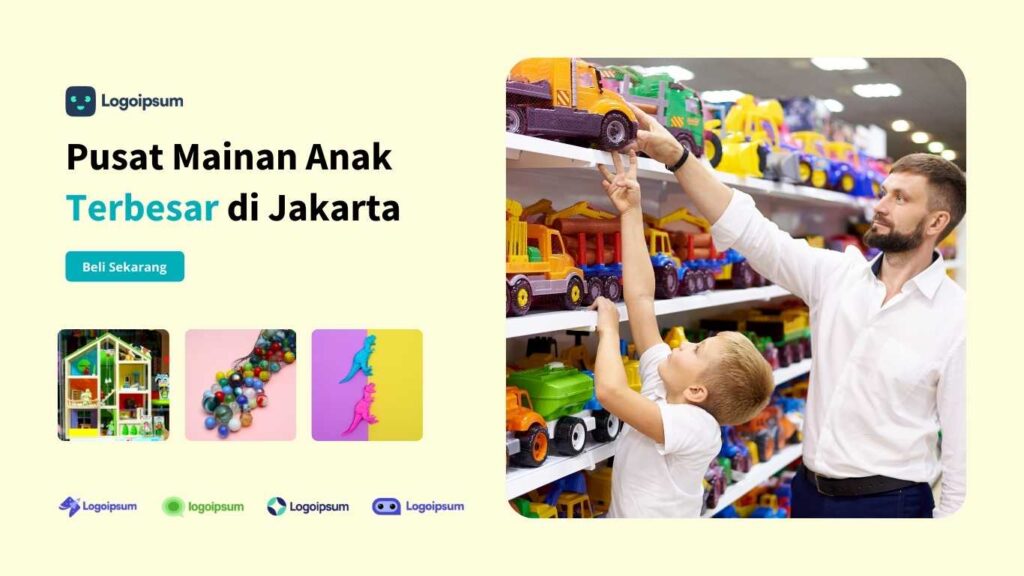 Logoipsum
Pusat Mainan Anak
Terbesar di Jakarta
Beli Sekarang
Logoipsum
logoipsum
Logoipsum
Logoipsum